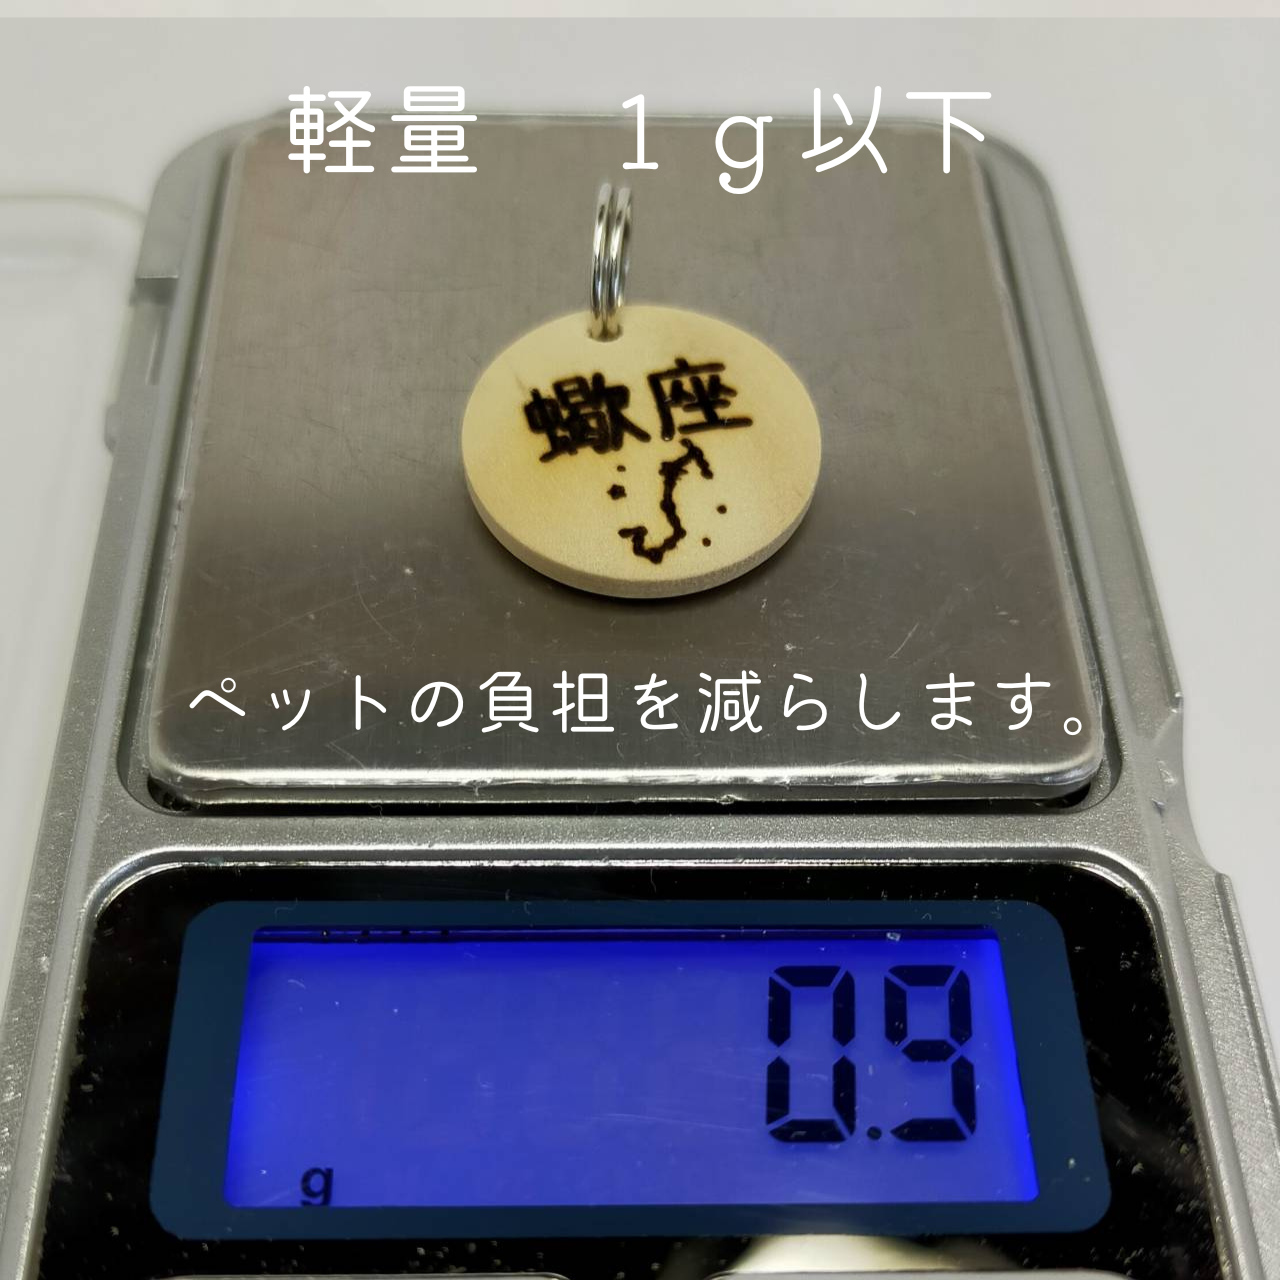 軽量　１ｇ以下
蠍座
ペットの負担を減らします。
0.9
g